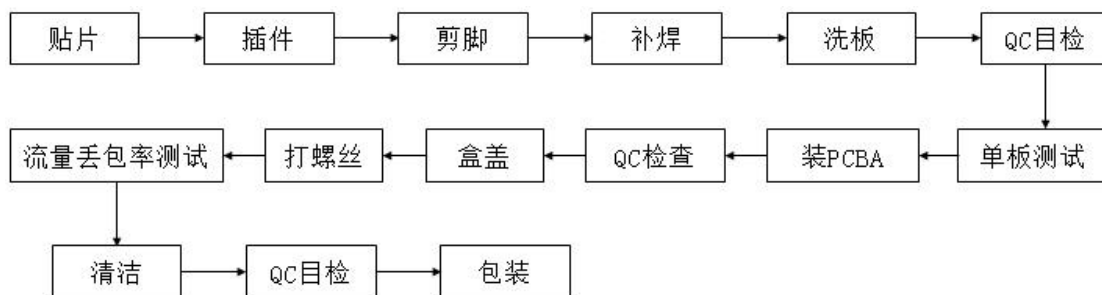 贴片
插件
剪脚
补焊
洗板
QC目检
单板测试
装PCBA
QC检查
盒盖
打螺丝
流量丢包率测试
清洁
QC目检
包装